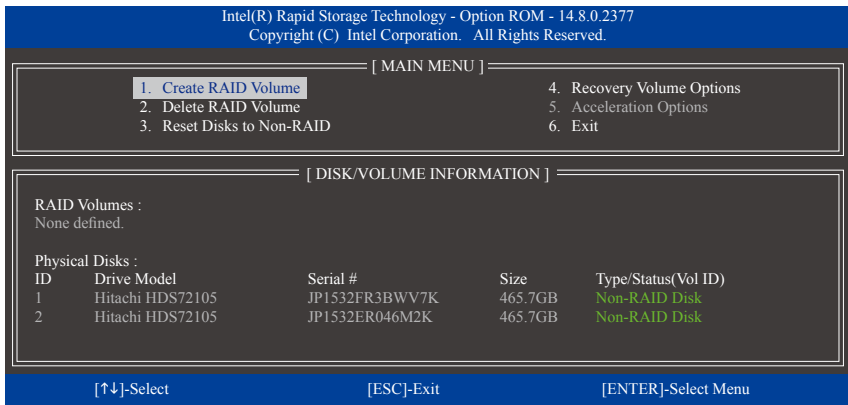 Intel(R) Rapid Storage Technology - Option ROM - 14.8.0.2377
Copyright (C) Intel Corporation. All Rights Reserved.
[ MAIN MENU ]
1. Create RAID Volume
2. Delete RAID Volume
3. Reset Disks to Non-RAID
4. Recovery Volume Options
5. Acceleration Options
6. Exit
[ DISK/VOLUME INFORMATION ]
RAID Volumes :
None defined.
Physical Disks :
ID Drive Model Serial # Size Type/Status(Vol ID)
1 Hitachi HDS72105 JP1532FR3BWV7K 465.7GB Non-RAID Disk
2 Hitachi HDS72105 JP1532ER046M2K 465.7GB Non-RAID Disk
[↑↓]-Select [ESC]-Exit [ENTER]-Select Menu